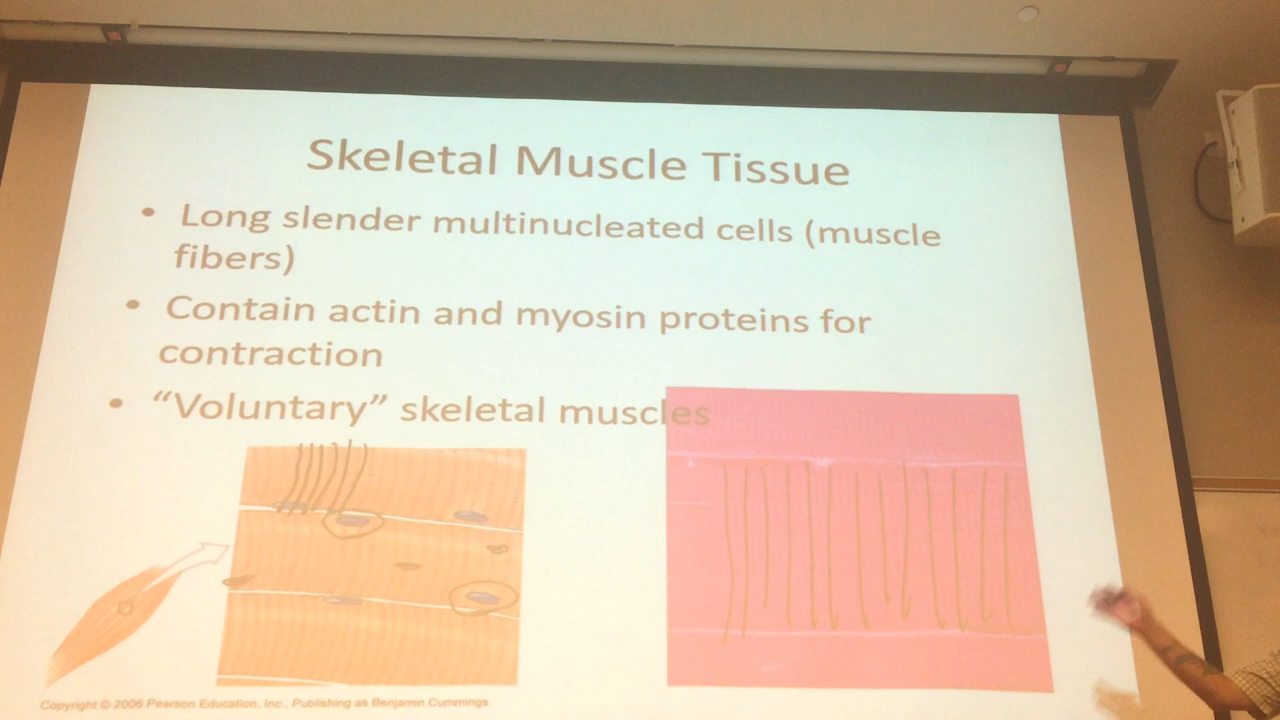 Skeletal Muscle Tissue
• Long slender multinucleated cells (muscle
fibers)
• Contain actin and myosin proteins for
contraction
• “Voluntary” skeletal muscles
Copyright © 2006 Pearson Education, Inc., Publishing as Benjamin Cummings